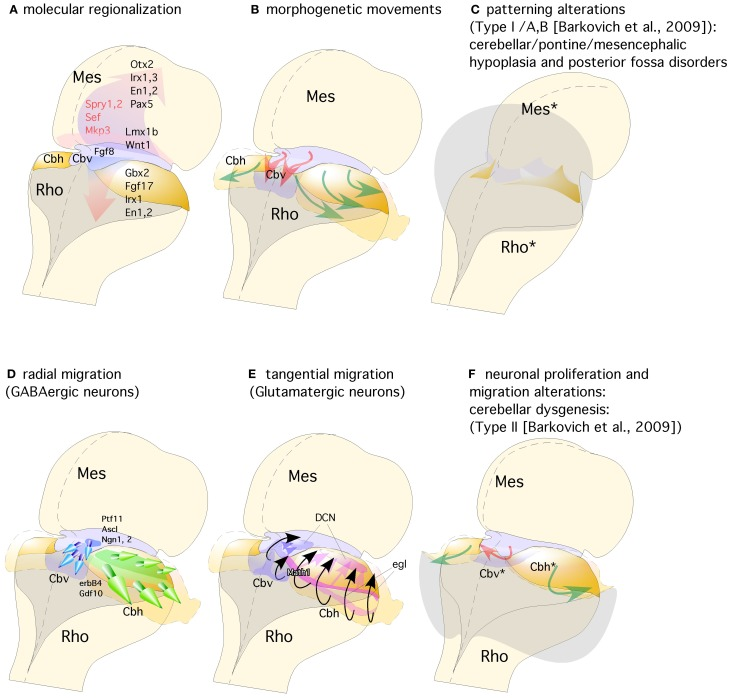 A molecular regionalization
Mes
Otx2
Irx1,3
En1,2
Pax5
Spry1,2
Sef
Mkp3
Lmx1b
Wnt1
Fgf8
Cbh
Cbv
Rho
Gbx2
Fgf17
Irx1
En1,2
B morphogenetic movements
Mes
Cbh
Cbv
Rho
C patterning alterations
(Type I /A,B [Barkovich et al., 2009]):
cerebellar/pontine/mesencephalic
hypoplasia and posterior fossa disorders
Mes*
Rho*
D radial migration
(GABAergic neurons)
Mes
Ptf11
Ascl
Ngn1, 2
Cbv
erbB4
Gdf10
Cbh
Rho
E tangential migration
(Glutamatergic neurons)
Mes
DCN
egl
Math1
Cbv
Cbh
Rho
F neuronal proliferation and
migration alterations:
cerebellar dysgenesis:
(Type II [Barkovich et al., 2009])
Mes
Cbv*
Cbh*
Rho